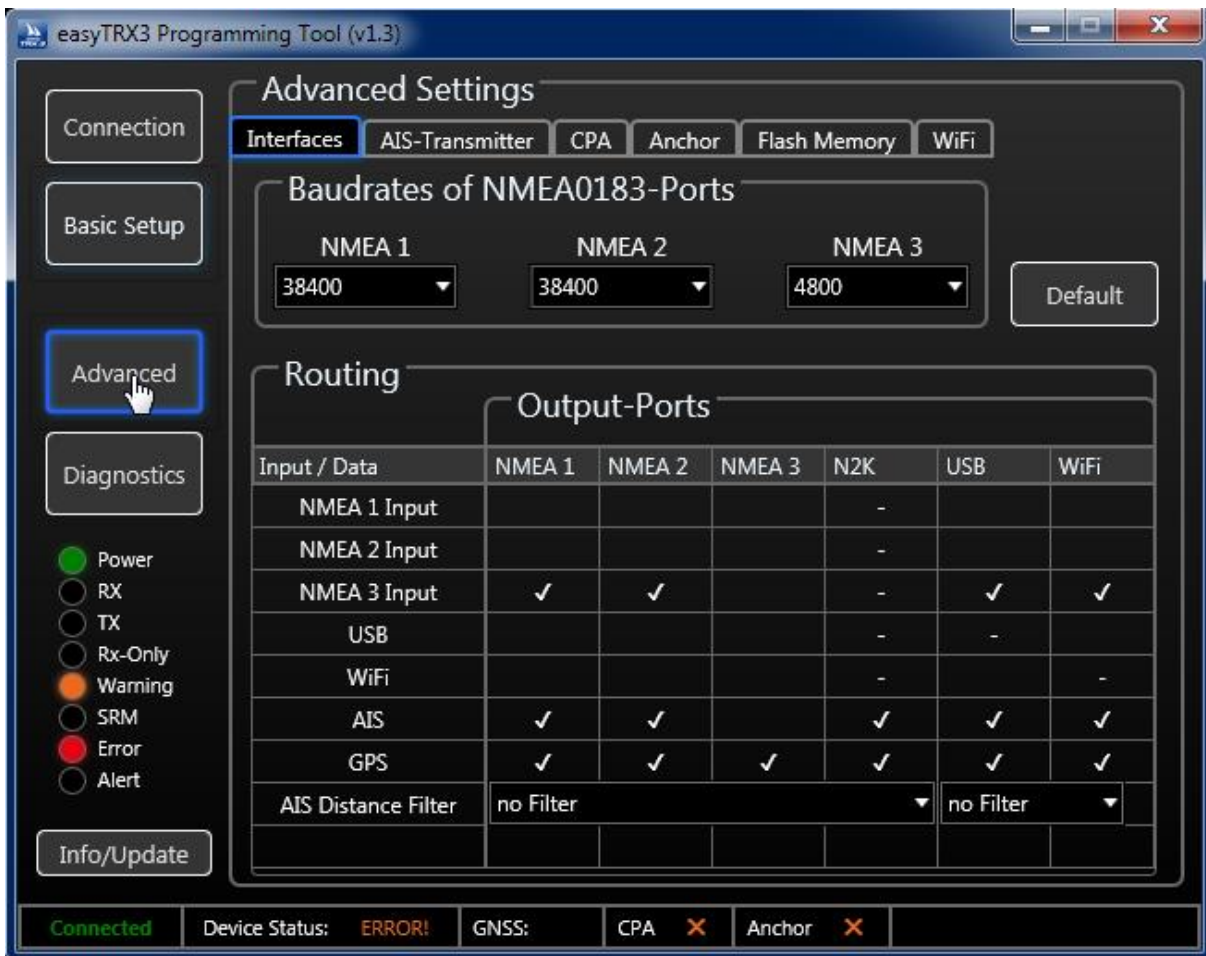 easyTRX3 Programming Tool (v1.3)
Connection
Basic Setup
Advanced
Diagnostics
Power
RX
TX
Rx-Only
Warning
SRM
Error
Alert
Info/Update
Advanced Settings
Interfaces AIS-Transmitter CPA Anchor Flash Memory WiFi
Baudrates of NMEA0183-Ports
NMEA 1 NMEA 2 NMEA 3
38400 38400 4800
Default
Routing
Output-Ports
Input / Data NMEA 1 NMEA 2 NMEA 3 N2K USB WiFi
NMEA 1 Input -
NMEA 2 Input -
NMEA 3 Input ✓ ✓ - ✓ ✓
USB - -
WiFi - -
AIS ✓ ✓ ✓ ✓ ✓
GPS ✓ ✓ ✓ ✓ ✓ ✓
AIS Distance Filter no Filter no Filter
Connected Device Status: ERROR! GNSS: CPA ✕ Anchor ✕